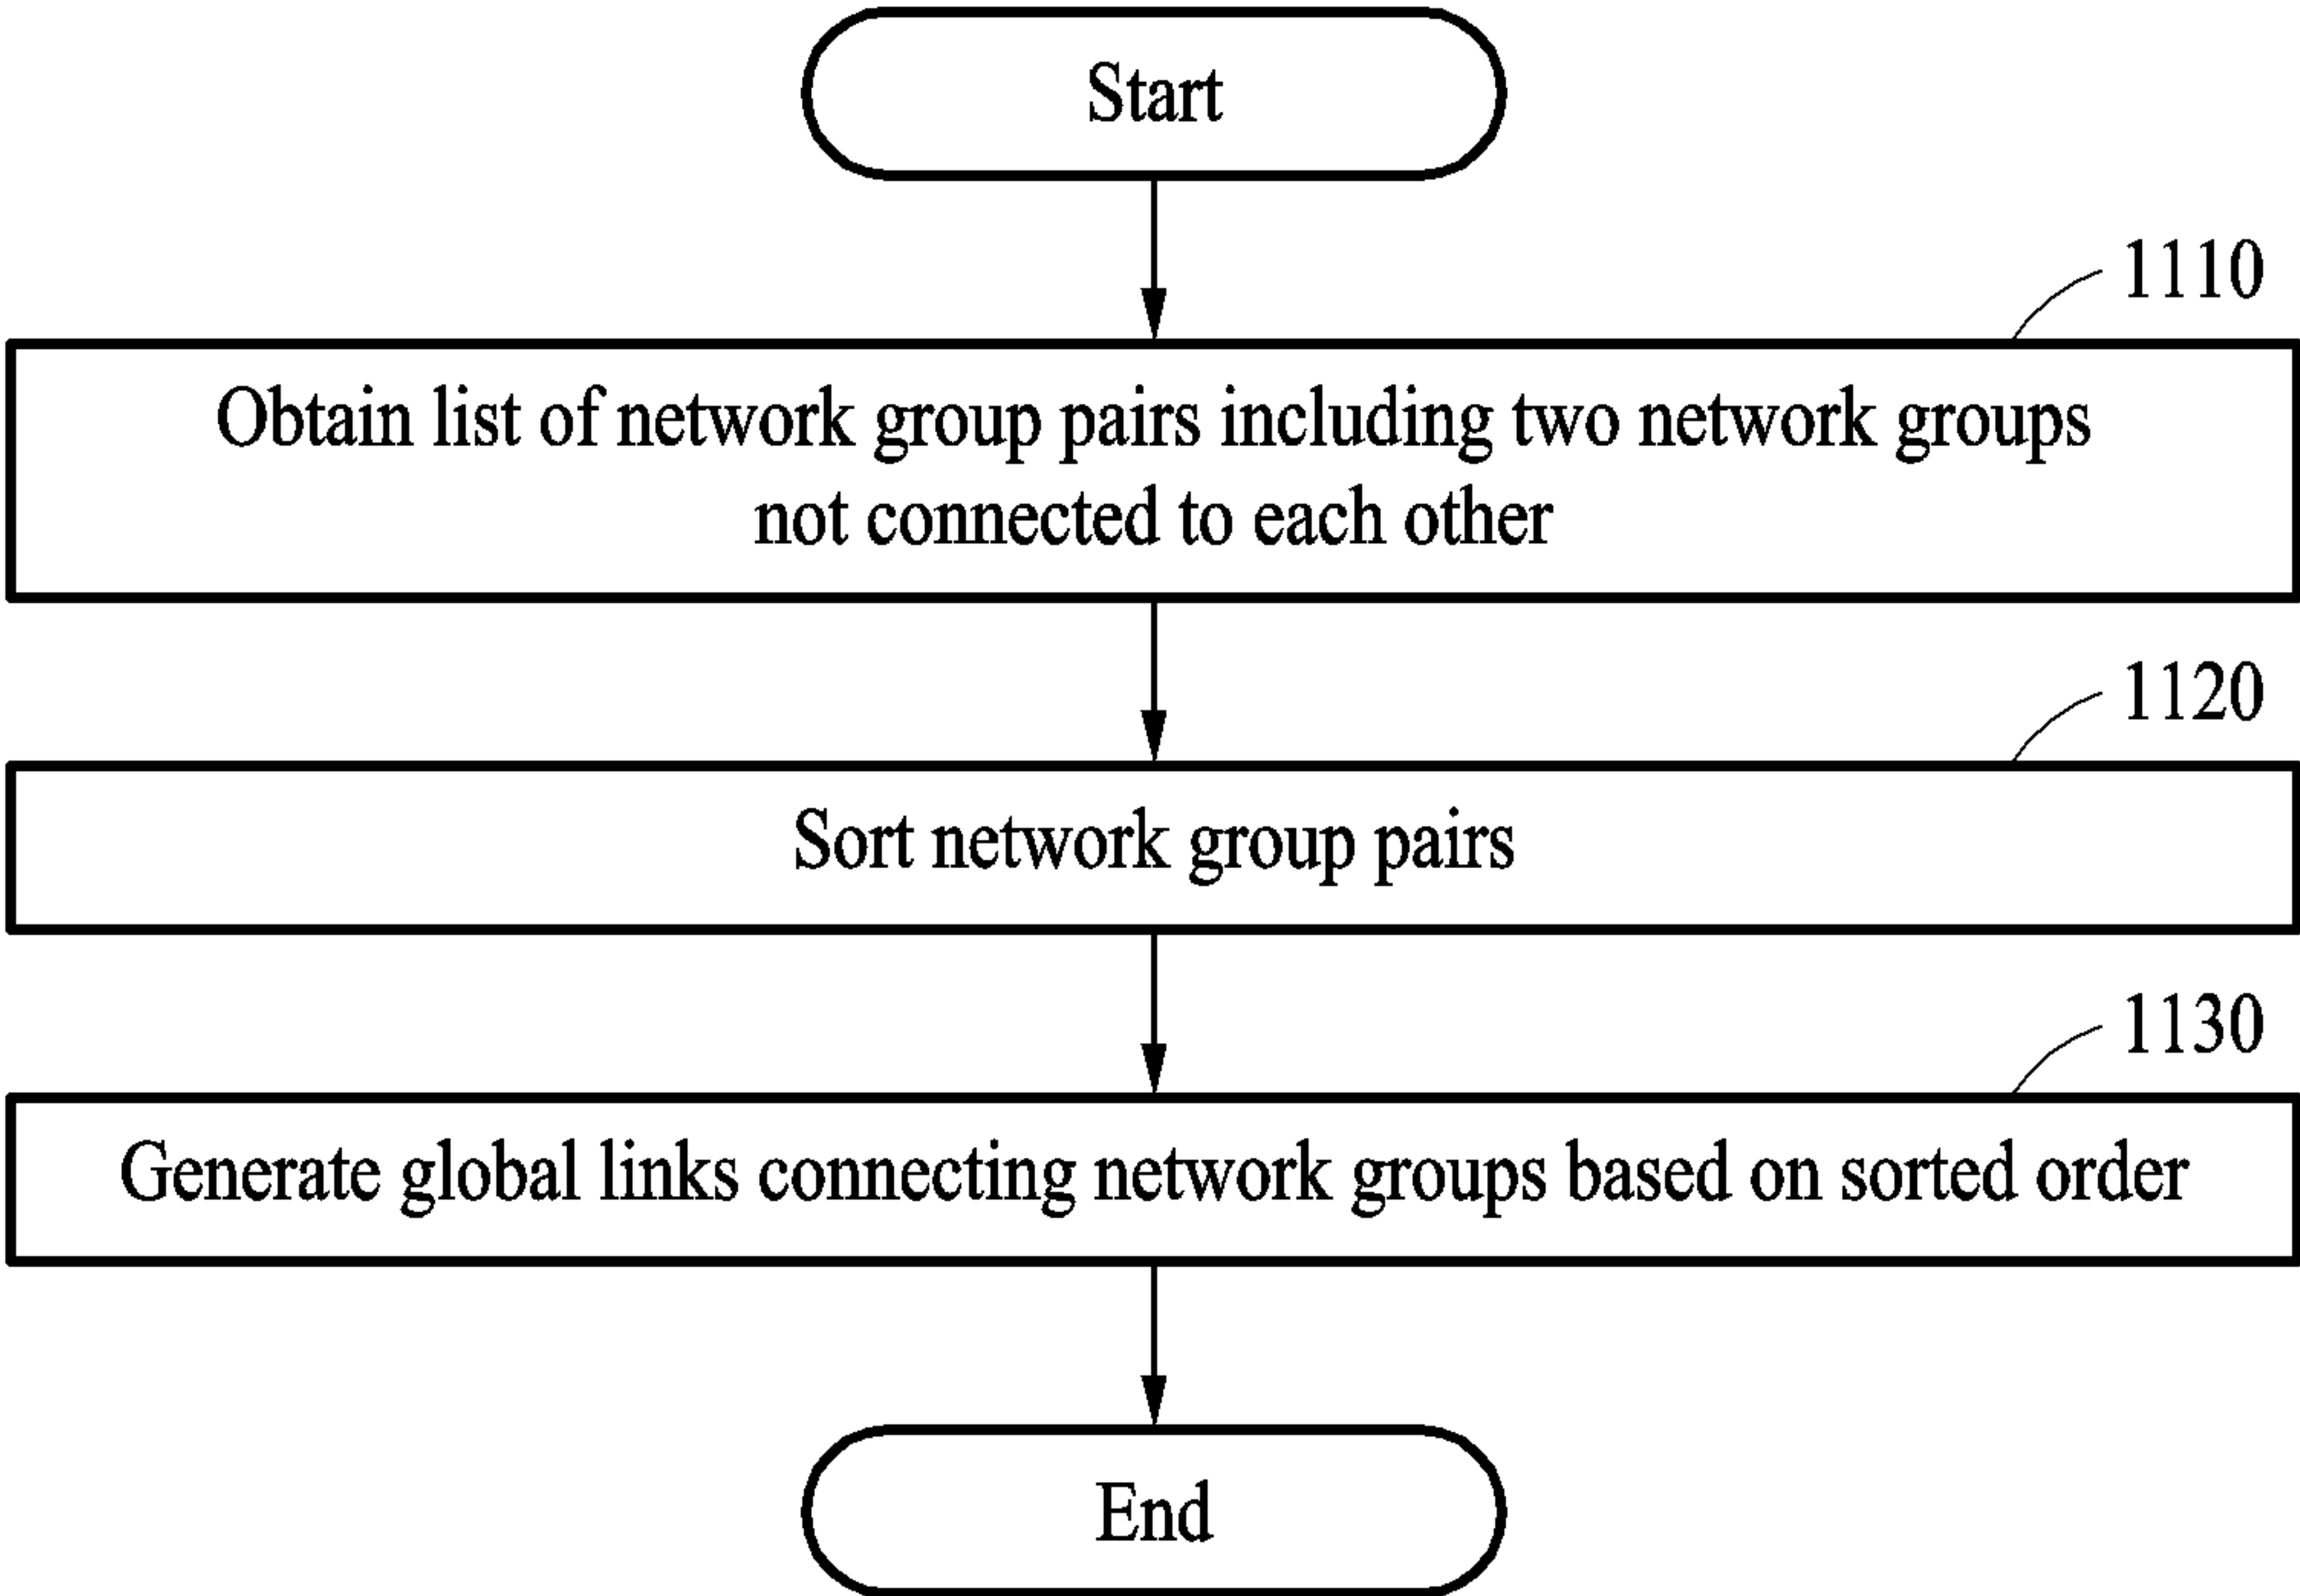 Start
1110
Obtain list of network group pairs including two network groups
not connected to each other
1120
Sort network group pairs
1130
Generate global links connecting network groups based on sorted order
End